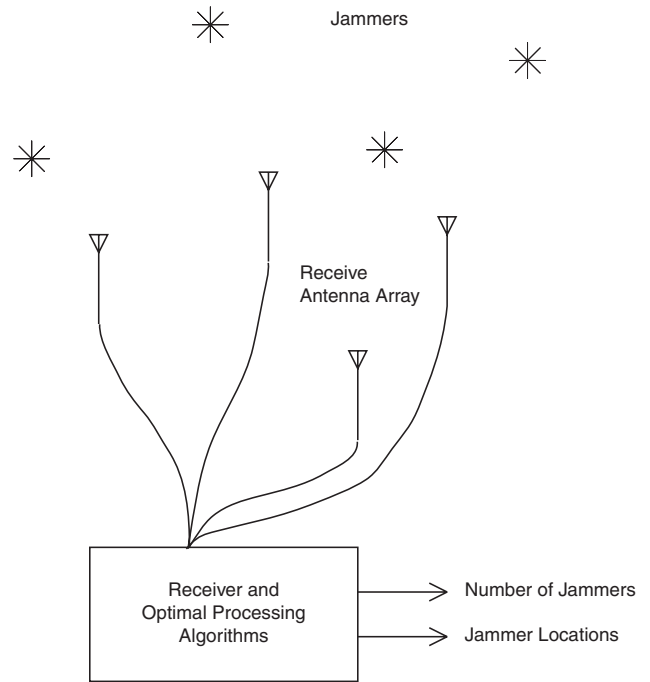 Jammers
Receive
Antenna Array
Receiver and
Optimal Processing
Algorithms
Number of Jammers
Jammer Locations